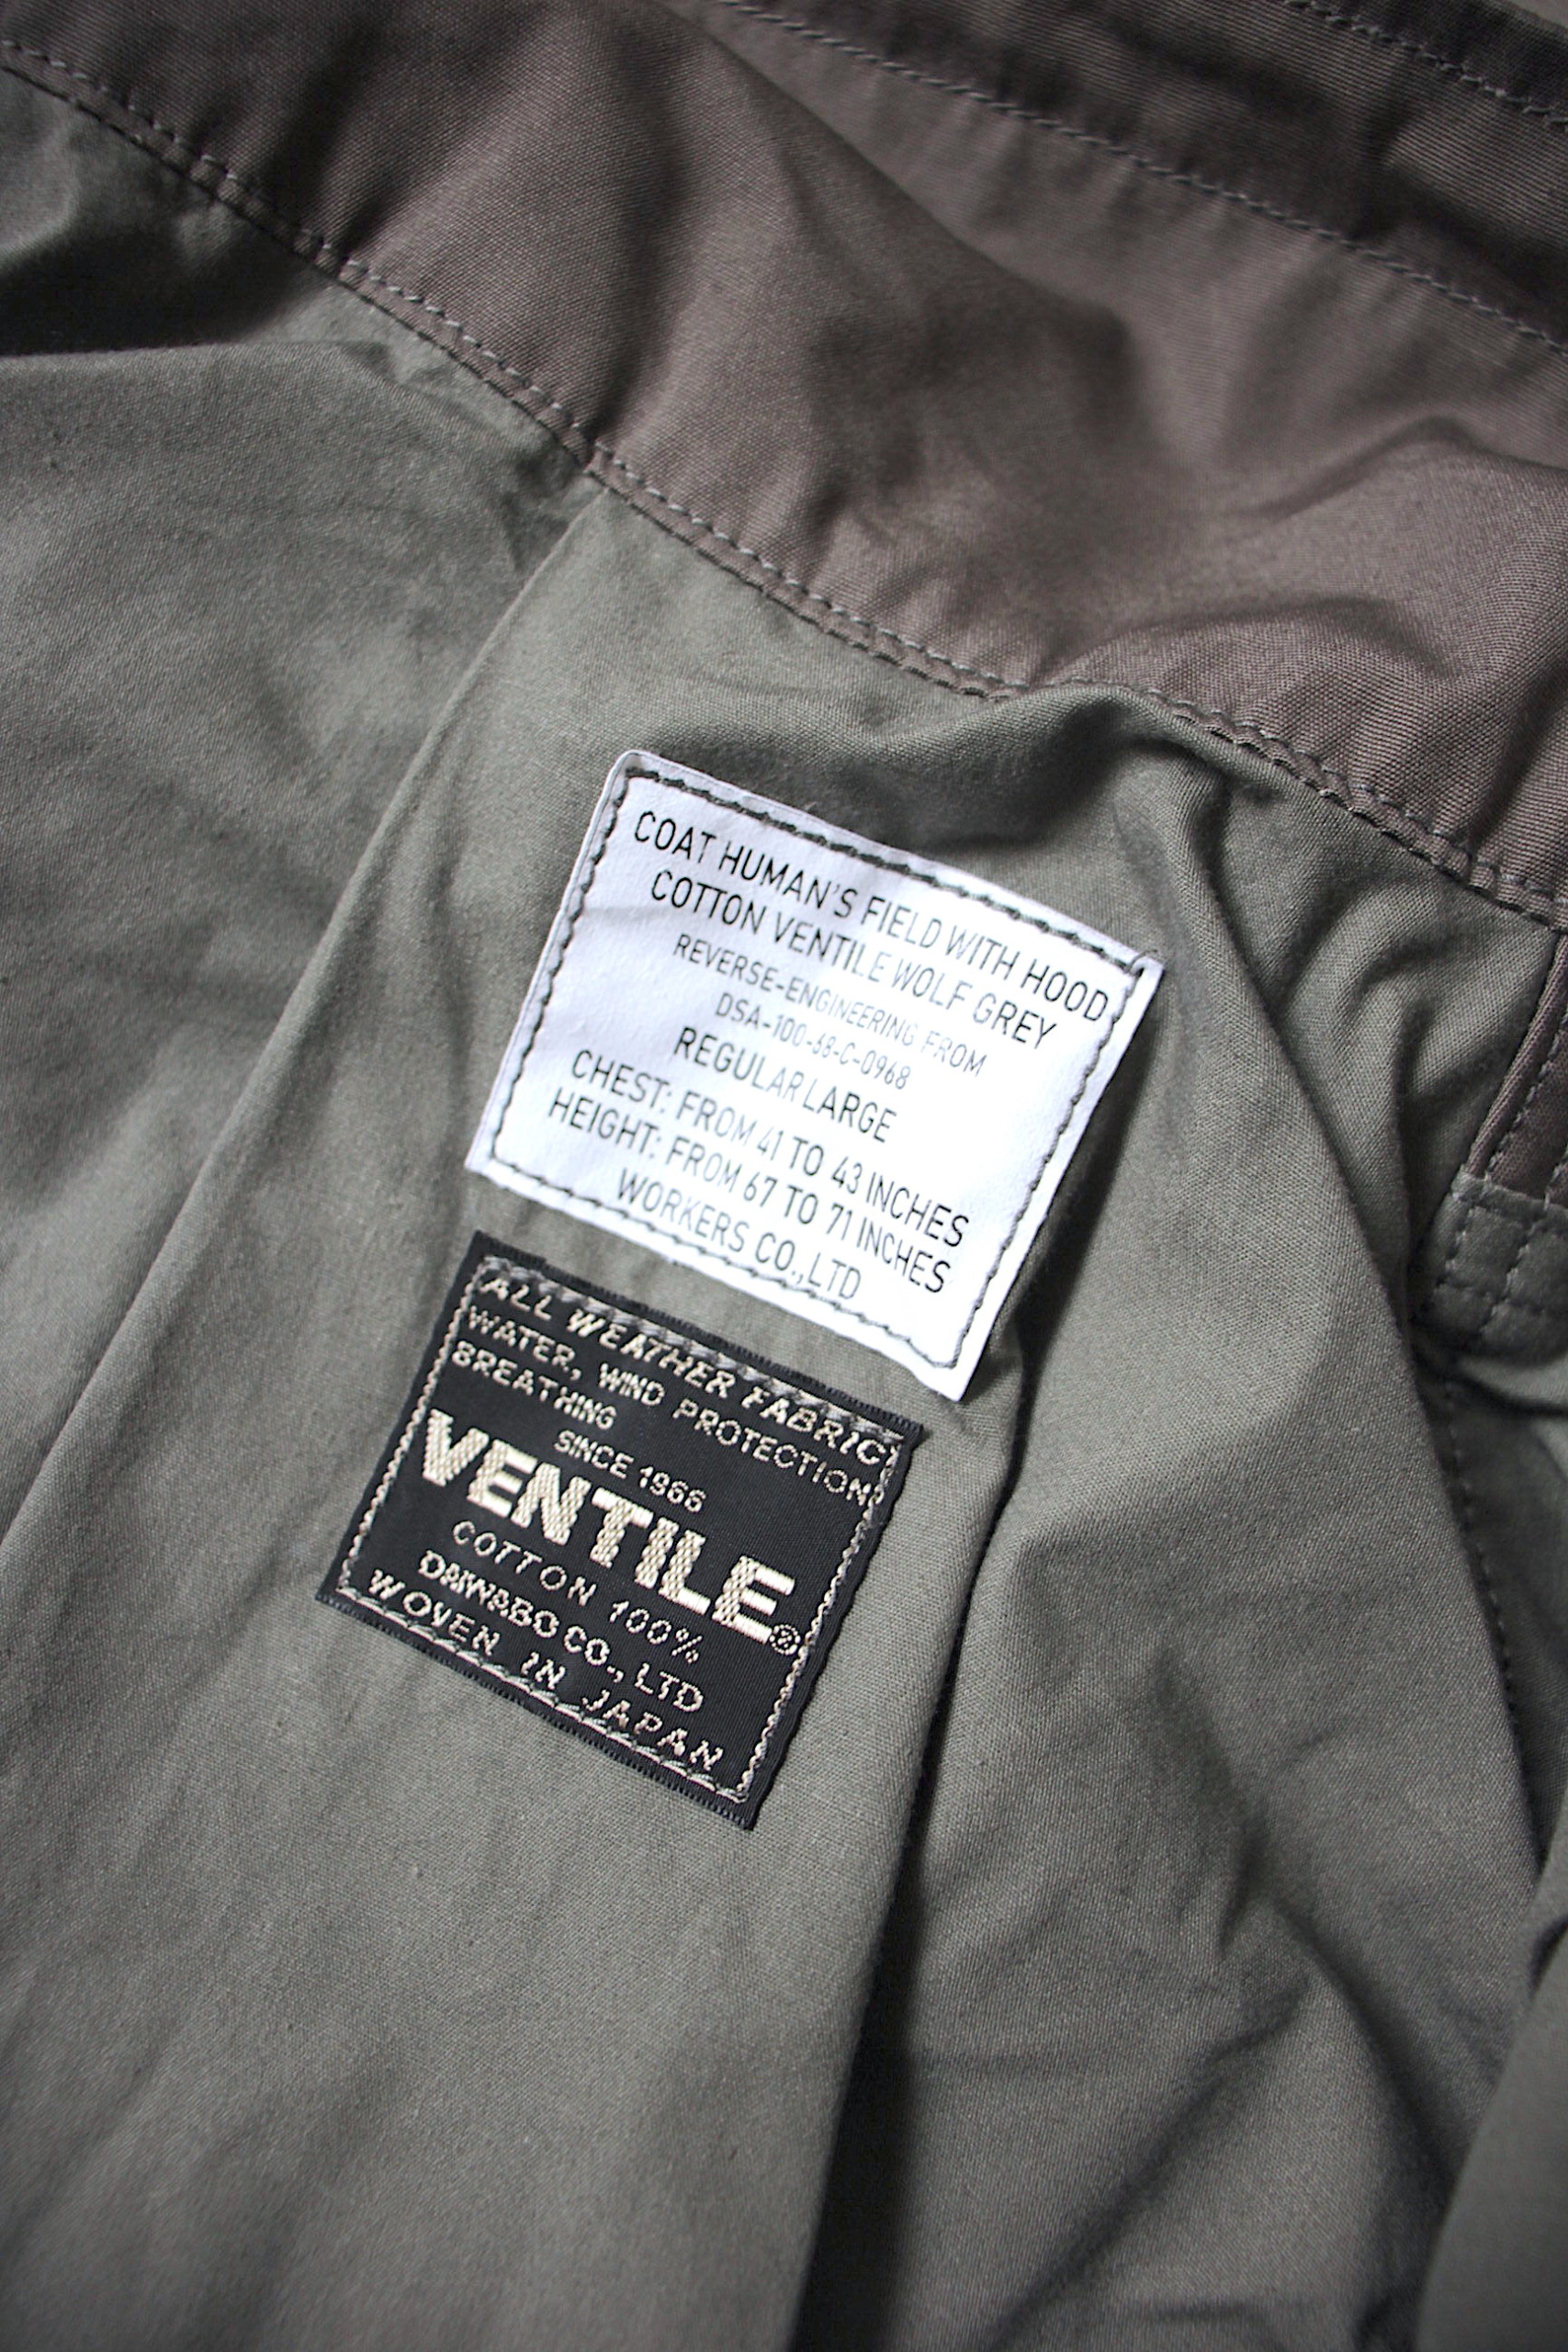 COAT HUMAN'S FIELD WITH HOOD
COTTON VENTILE WOLF GREY
REVERSE-ENGINEERING FROM
DSA-100-68-C-0968
REGULAR LARGE
CHEST: FROM 41 TO 43 INCHES
HEIGHT: FROM 67 TO 71 INCHES
WORKERS CO.,LTD
ALL WEATHER FABRIC
WATER, WIND PROTECTION
BREATHING
SINCE 1966
VENTILE®
COTTON 100%
DAIWABO CO., LTD
WOVEN IN JAPAN